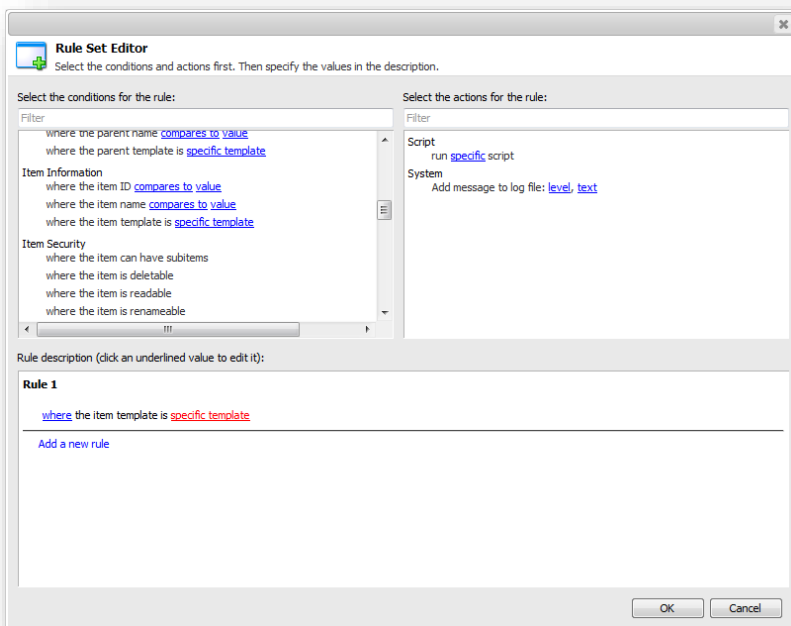 Rule Set Editor
Select the conditions and actions first. Then specify the values in the description.
Select the conditions for the rule:
Filter
where the parent name compares to value
where the parent template is specific template
Item Information
where the item ID compares to value
where the item name compares to value
where the item template is specific template
Item Security
where the item can have subitems
where the item is deletable
where the item is readable
where the item is renameable
Select the actions for the rule:
Filter
Script
run specific script
System
Add message to log file: level, text
Rule description (click an underlined value to edit it):
Rule 1
where the item template is specific template
Add a new rule
OK
Cancel